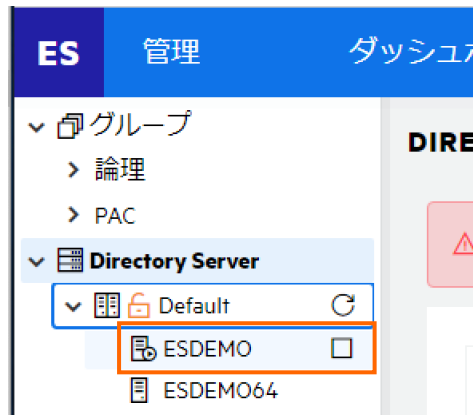 ES 管理 ダッシュ
グループ
論理
DIRE
PAC
Directory Server
Default
ESDEMO
ESDEMO64